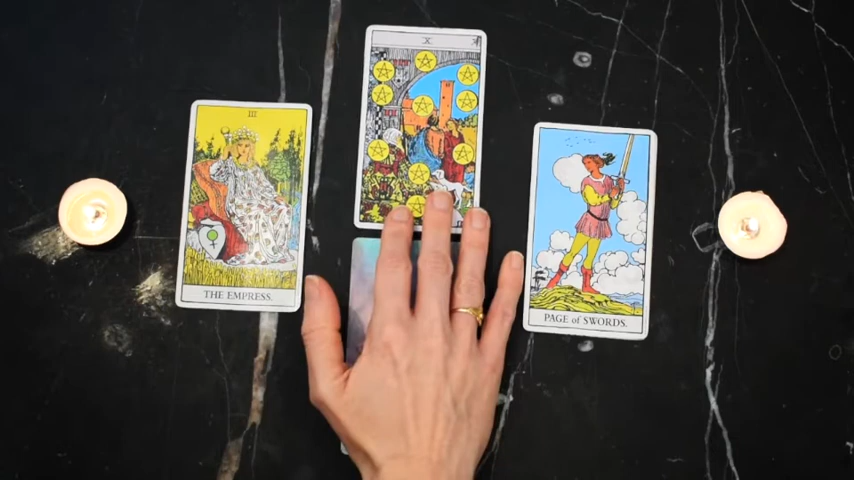 III
THE EMPRESS.
X
PAGE of SWORDS.